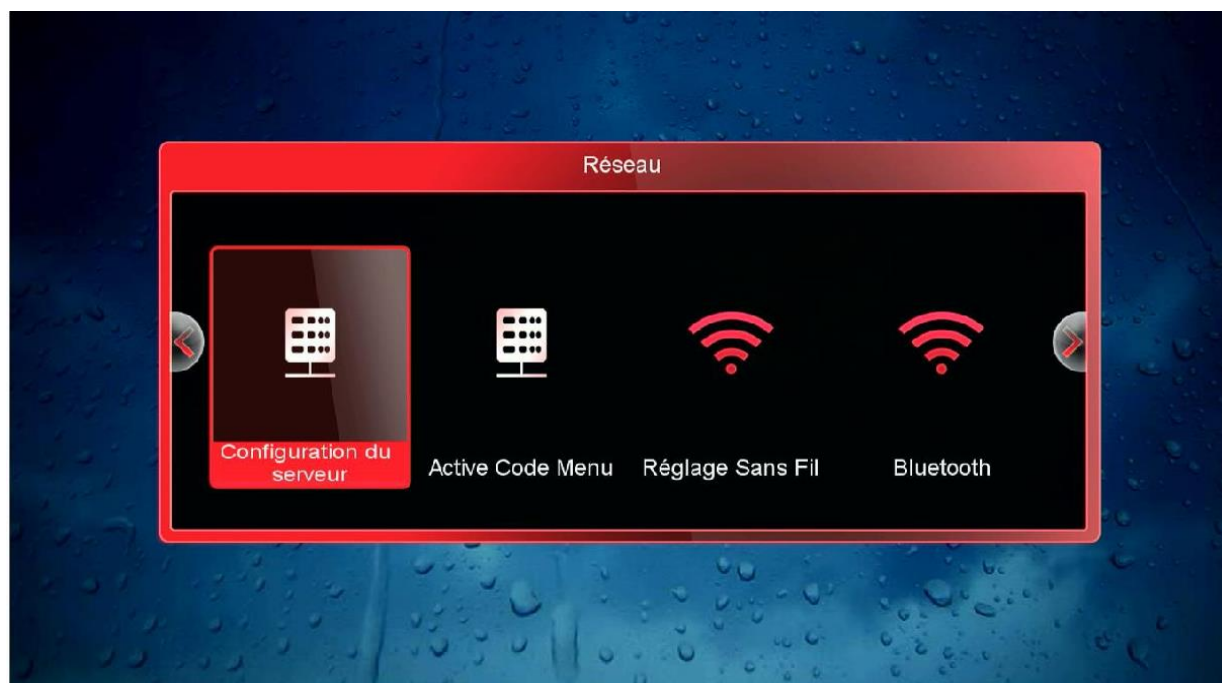 Réseau
Configuration du
serveur
Active Code Menu
Réglage Sans Fil
Bluetooth